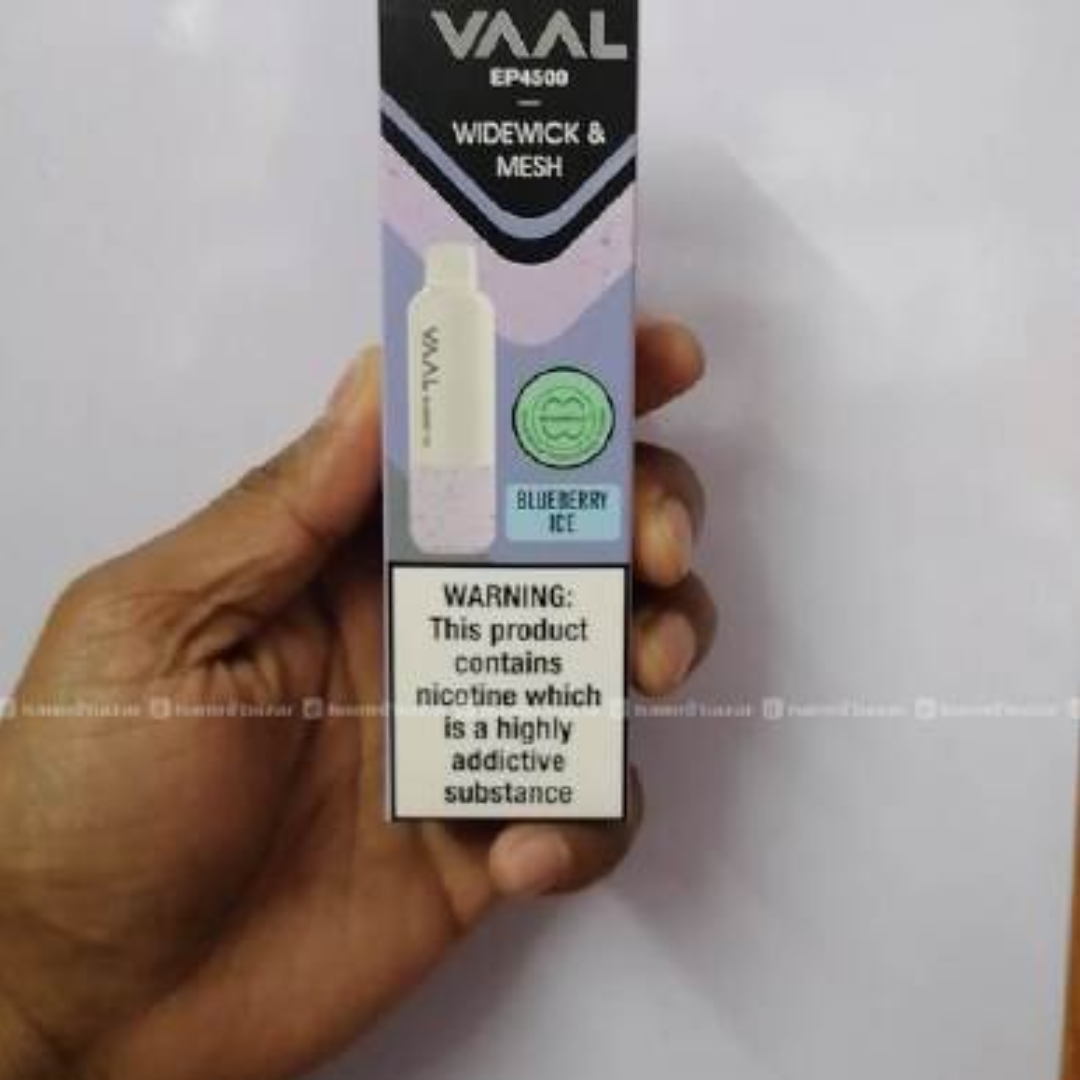 VAAL
EP4500
WIDEWICK &
MESH
VAAL
BLUEBERRY
ICE
WARNING:
This product
contains
nicotine which
is a highly
addictive
substance